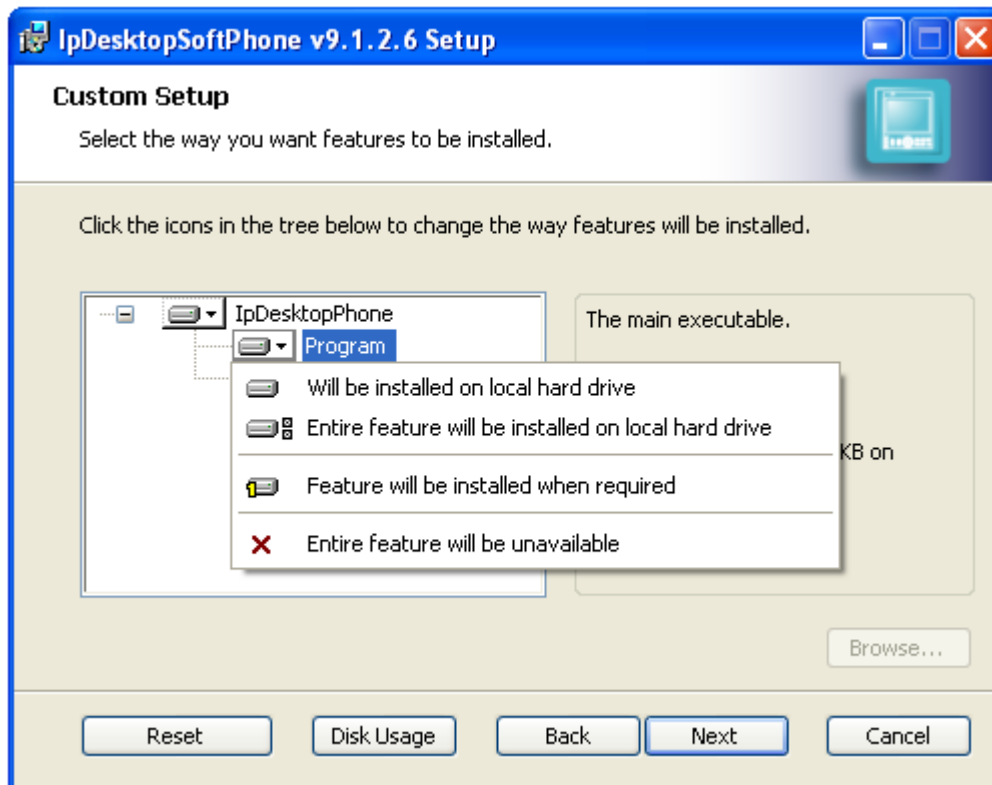 IpDesktopSoftPhone v9.1.2.6 Setup
Custom Setup
Select the way you want features to be installed.
Click the icons in the tree below to change the way features will be installed.
IpDesktopPhone
Program
The main executable.
Will be installed on local hard drive
Entire feature will be installed on local hard drive
KB on
Feature will be installed when required
Entire feature will be unavailable
Browse...
Reset Disk Usage Back Next Cancel